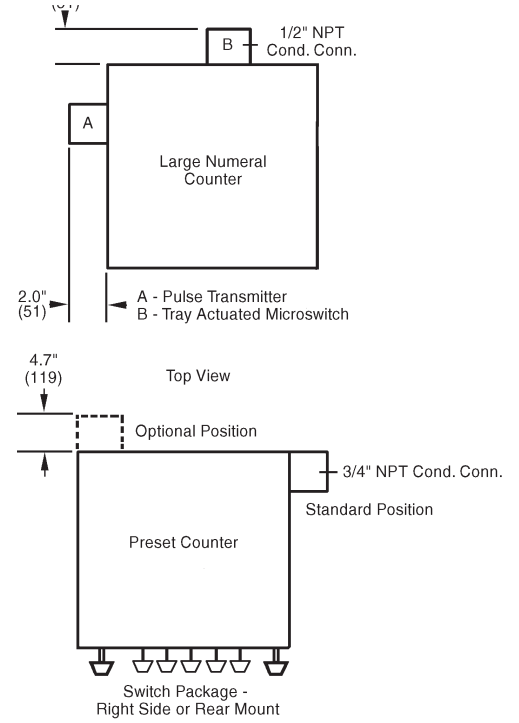 B
1/2" NPT
Cond. Conn.
A
Large Numeral
Counter
2.0"
(51)
A - Pulse Transmitter
B - Tray Actuated Microswitch
4.7"
(119)
Top View
Optional Position
3/4" NPT Cond. Conn.
Standard Position
Preset Counter
Switch Package -
Right Side or Rear Mount